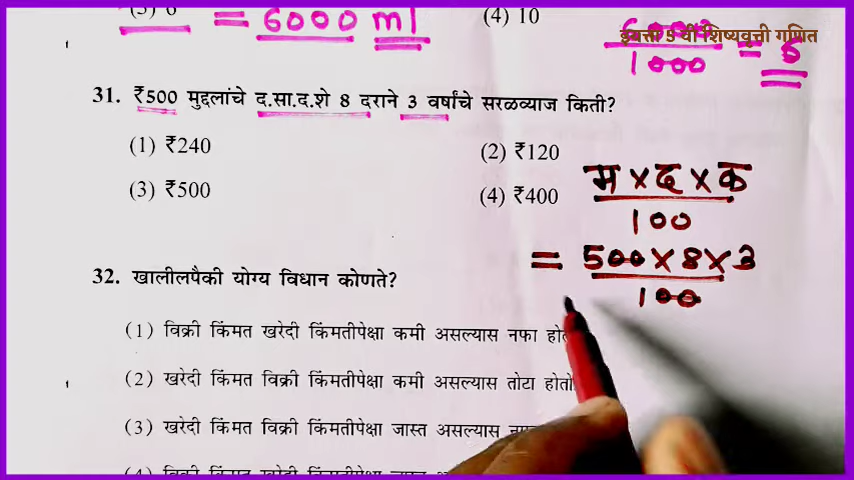 (3) 6 = 6000 ml (4) 10
इयत्ता 5 वी शिष्यवृत्ती गणित
1000 = 6
31. ₹500 मुद्दलांचे द.सा.द.शे 8 दराने 3 वर्षांचे सरळव्याज किती?
(1) ₹240 (2) ₹120
(3) ₹500 (4) ₹400
म × द × क
100
= 500 × 8 × 3
100
32. खालीलपैकी योग्य विधान कोणते?
(1) विक्री किंमत खरेदी किंमतीपेक्षा कमी असल्यास नफा
(2) खरेदी किंमत विक्री किंमतीपेक्षा कमी असल्यास तोटा होतो
(3) खरेदी किंमत विक्री किंमतीपेक्षा जास्त असल्यास